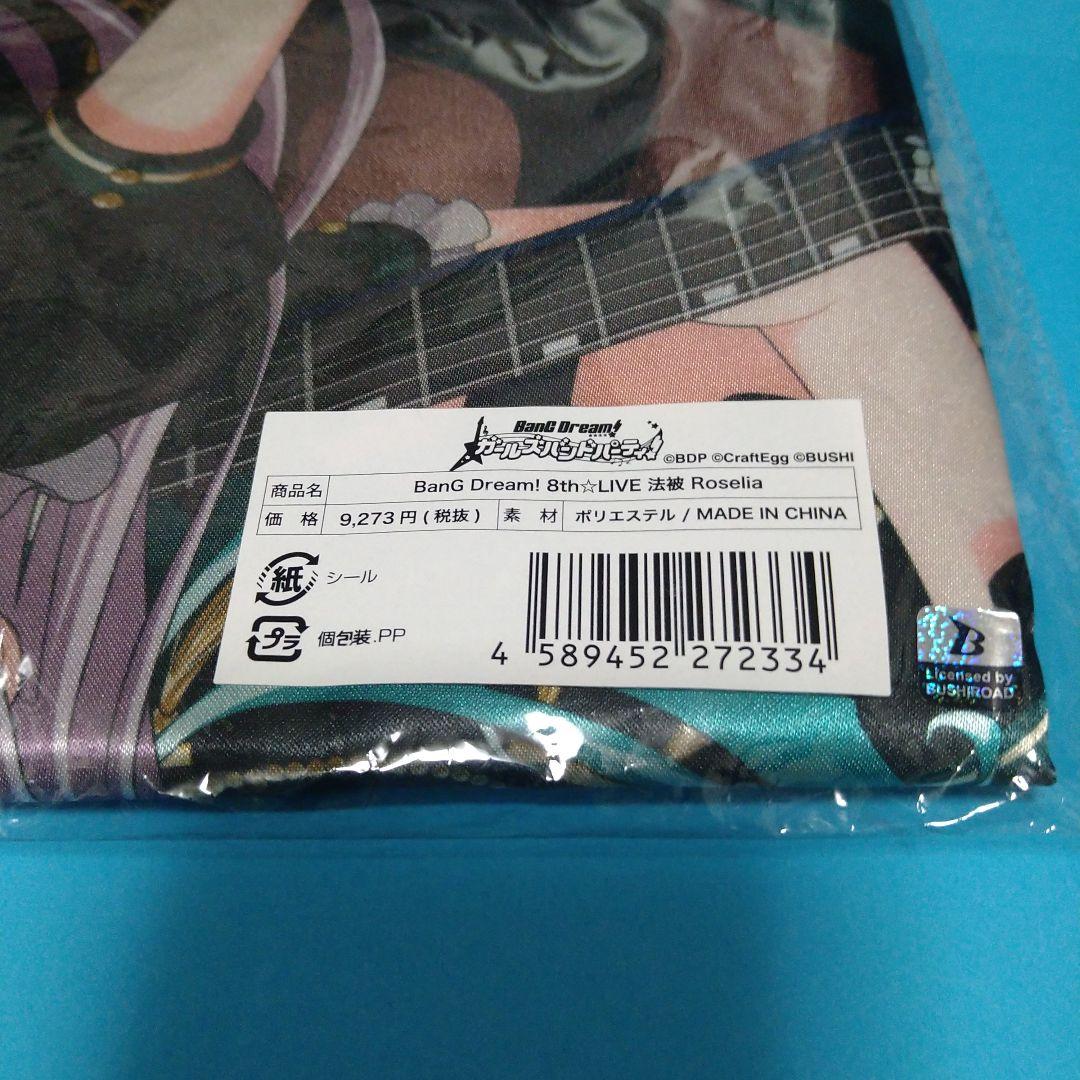 BanG Dream!
ガールズバンドパーティ!
©BDP ©CraftEgg ©BUSHI
商品名 BanG Dream! 8th☆LIVE 法被 Roselia
価 格 9,273円(税抜) 素 材 ポリエステル / MADE IN CHINA
紙 シール
プラ 個包装.PP
4 589452 272334
B
Licensed by
BUSHIROAD